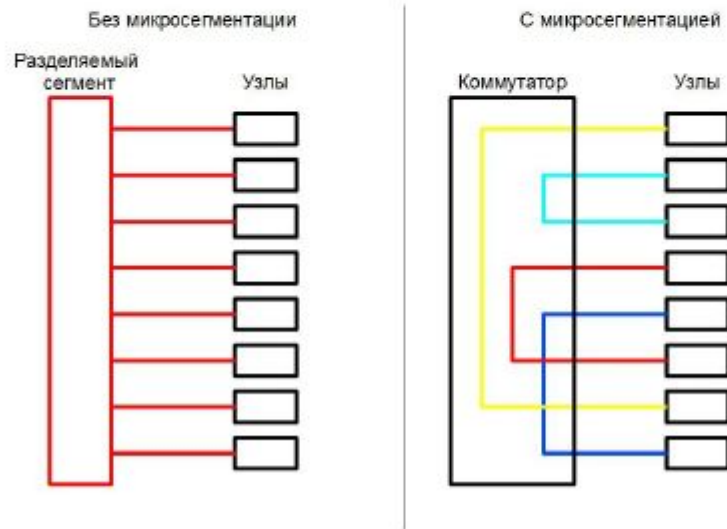 Без микросегментации
Разделяемый
сегмент
Узлы
С микросегментацией
Коммутатор
Узлы